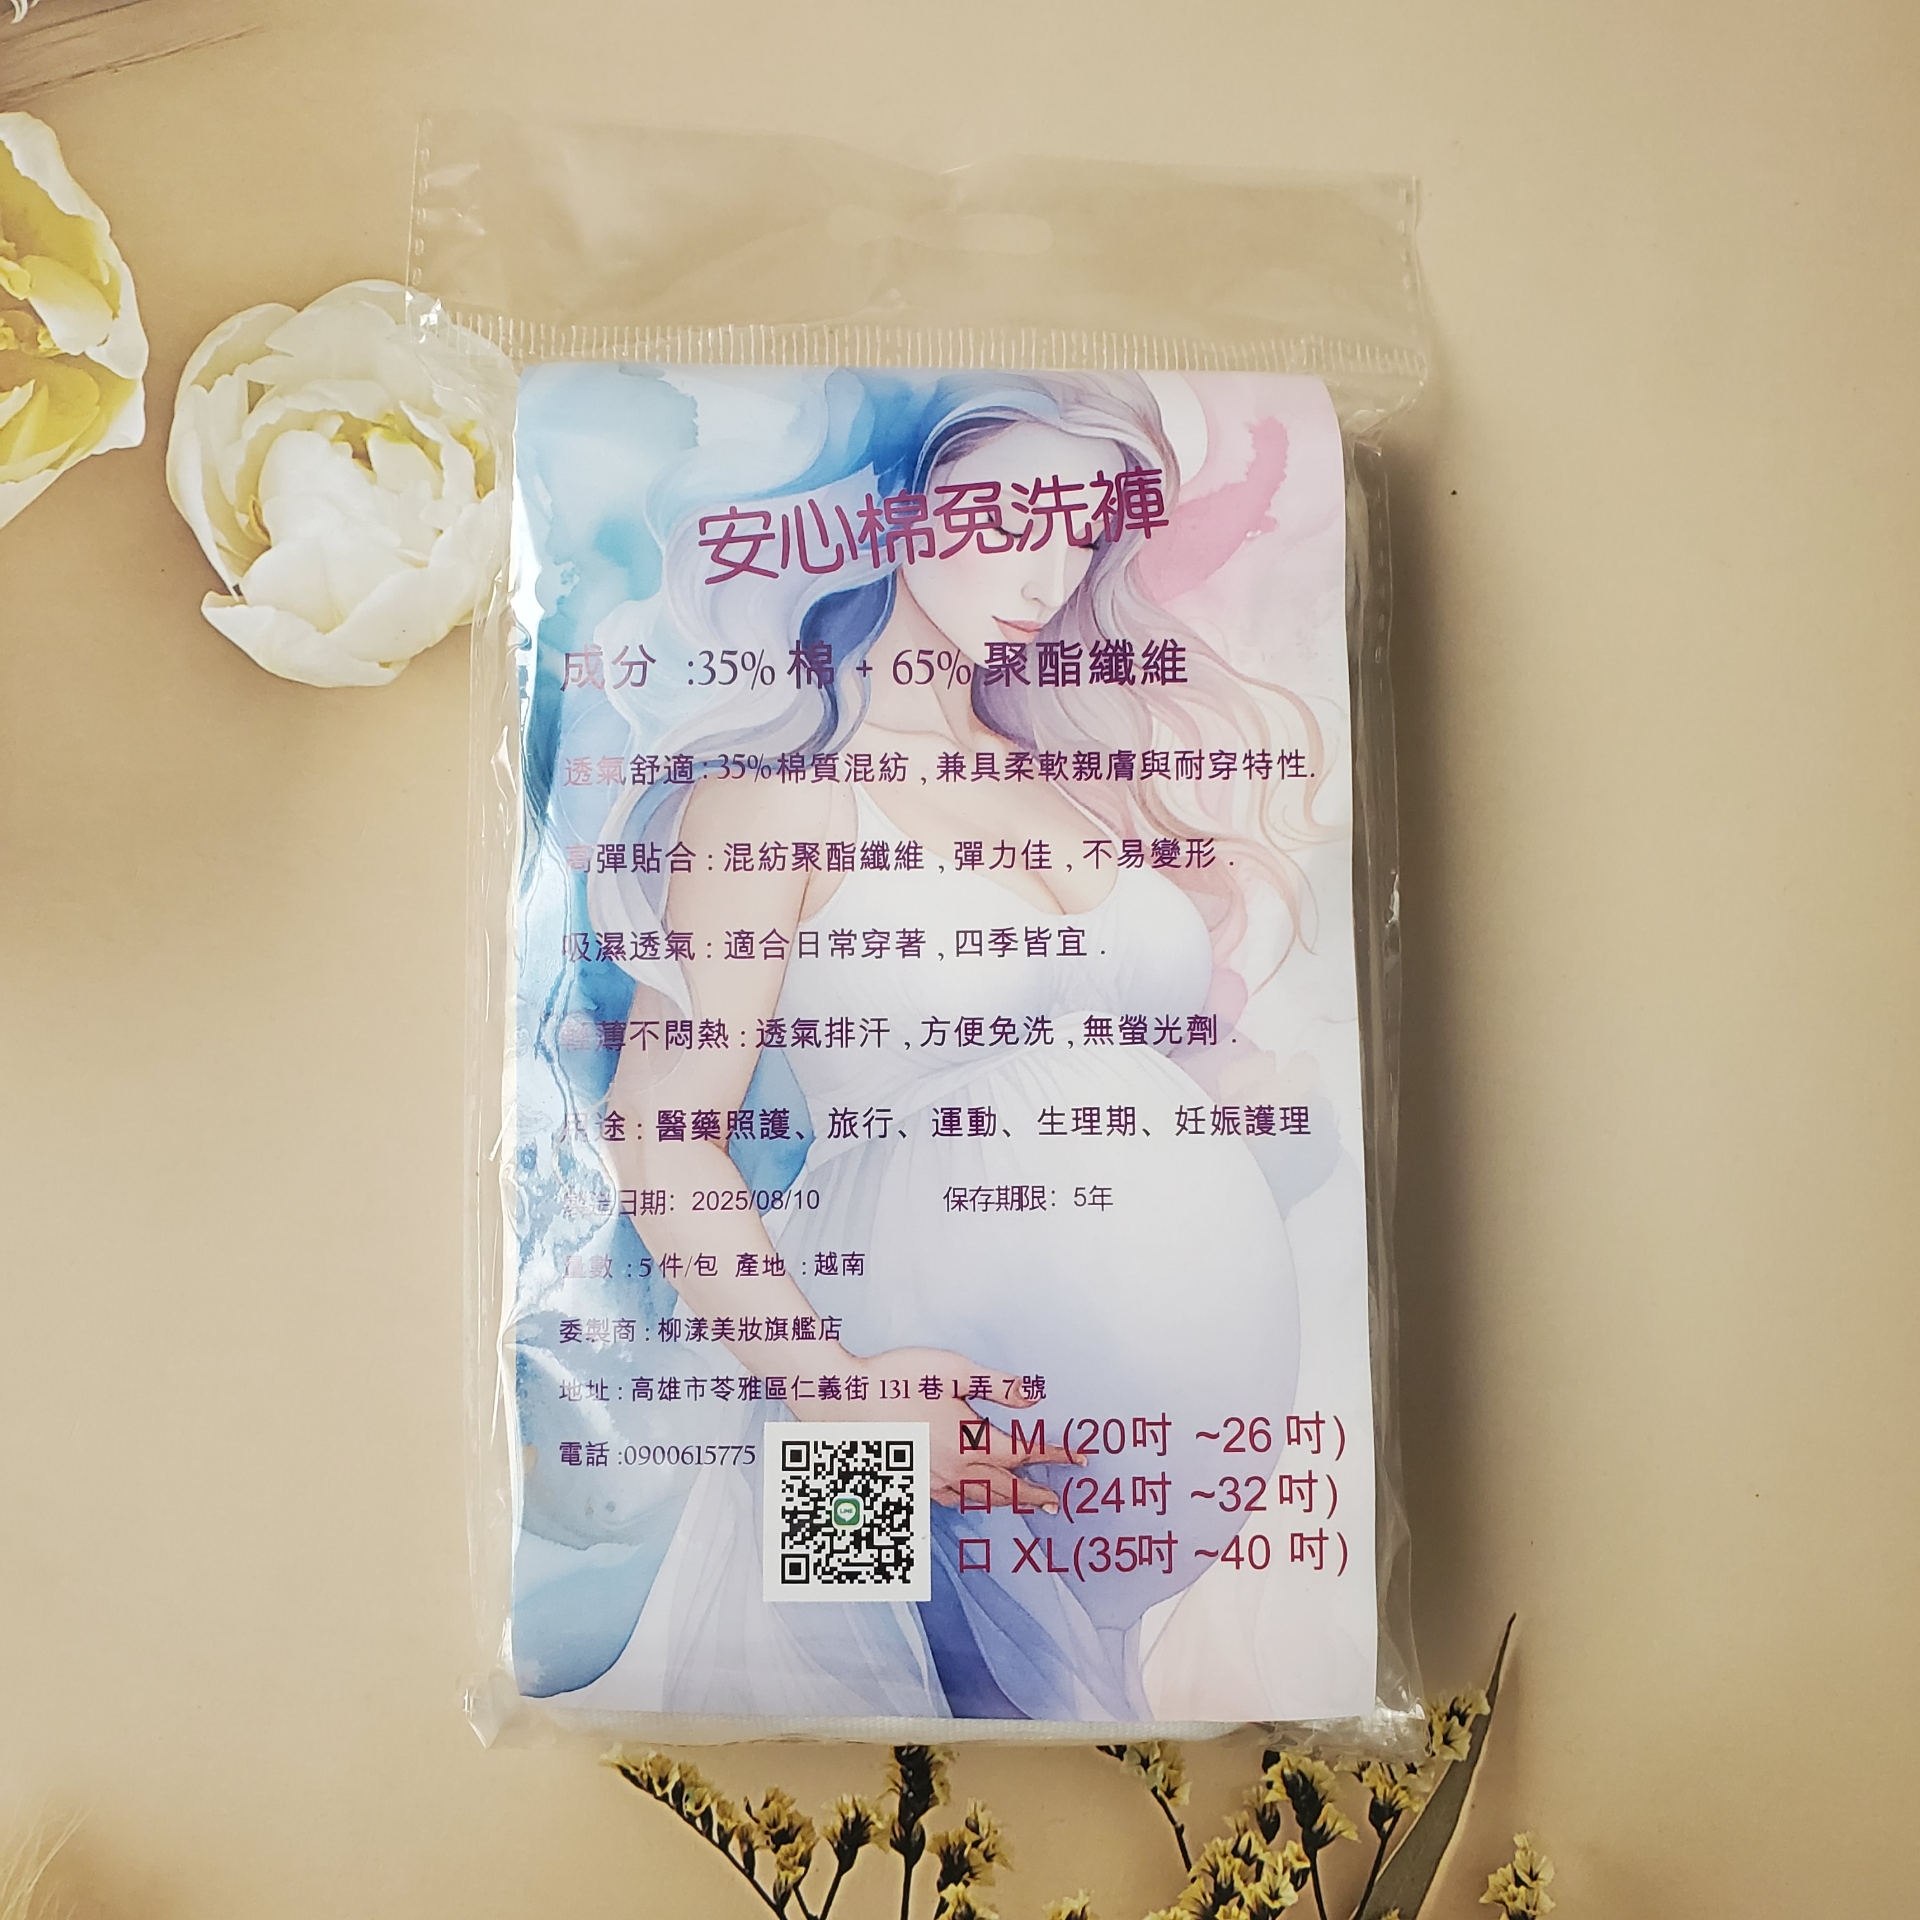 安心棉免洗褲
成分 :35% 棉 + 65% 聚酯纖維
透氣舒適 : 35%棉質混紡 , 兼具柔軟親膚與耐穿特性.
高彈貼合 : 混紡聚酯纖維 , 彈力佳 , 不易變形 .
吸濕透氣 : 適合日常穿著 , 四季皆宜 .
輕薄不悶熱 : 透氣排汗 , 方便免洗 , 無螢光劑 .
用途 : 醫藥照護、旅行、運動、生理期、妊娠護理
製造日期: 2025/08/10 保存期限: 5年
量數 : 5 件/包 產地 : 越南
委製商 : 柳漾美妝旗艦店
地址 : 高雄市苓雅區仁義街 131 巷 1 弄 7 號
電話 :0900615775
LINE
M (20吋 ~26 吋)
L (24吋 ~32 吋)
XL(35吋 ~40 吋)